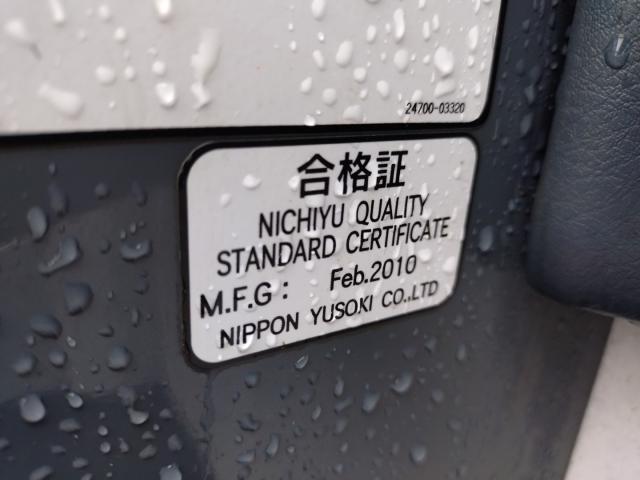 24700-03320
合格証
NICHIYU QUALITY
STANDARD CERTIFICATE
M.F.G : Feb.2010
NIPPON YUSOKI CO.,LTD